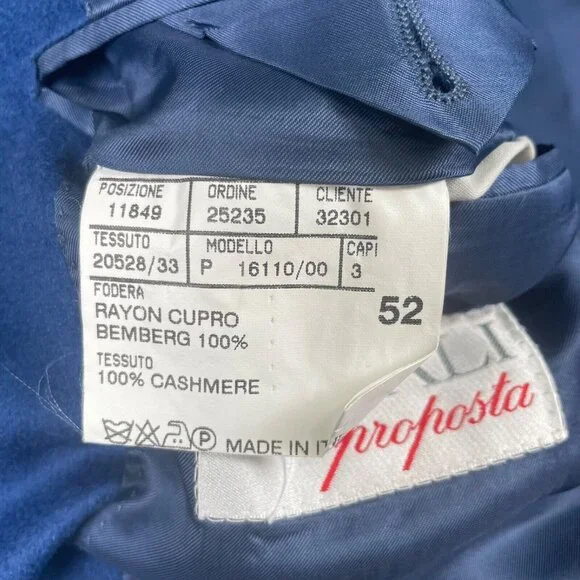 POSIZIONE ORDINE CLIENTE
11849 25235 32301
TESSUTO MODELLO CAPI
20528/33 P 16110/00 3
FODERA
RAYON CUPRO
BEMBERG 100%
52
TESSUTO
100% CASHMERE
P MADE IN IT
ALI
proposta